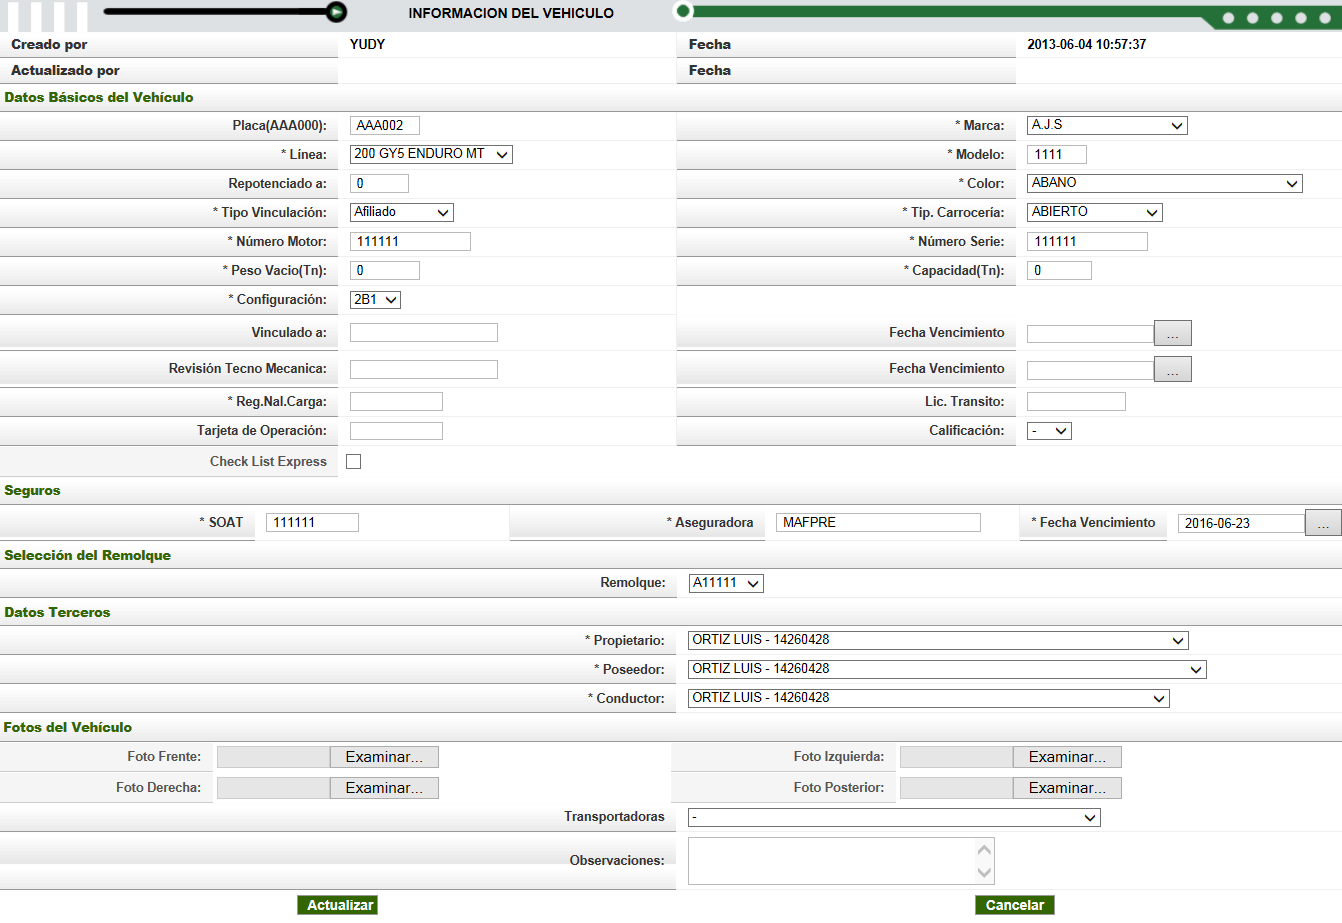 INFORMACION DEL VEHICULO
Creado por YUDY Fecha 2013-06-04 10:57:37
Actualizado por Fecha
Datos Básicos del Vehículo
Placa(AAA000): AAA002 * Marca: A.J.S
* Línea: 200 GY5 ENDURO MT * Modelo: 1111
Repotenciado a: 0 * Color: ABANO
* Tipo Vinculación: Afiliado * Tip. Carrocería: ABIERTO
* Número Motor: 111111 * Número Serie: 111111
* Peso Vacio(Tn): 0 * Capacidad(Tn): 0
* Configuración: 2B1
Vinculado a: Fecha Vencimiento ...
Revisión Tecno Mecanica: Fecha Vencimiento ...
* Reg.Nal.Carga: Lic. Transito:
Tarjeta de Operación: Calificación: -
Check List Express
Seguros
* SOAT 111111 * Aseguradora MAFPRE * Fecha Vencimiento 2016-06-23 ...
Selección del Remolque
Remolque: A11111
Datos Terceros
* Propietario: ORTIZ LUIS - 14260428
* Poseedor: ORTIZ LUIS - 14260428
* Conductor: ORTIZ LUIS - 14260428
Fotos del Vehículo
Foto Frente: Examinar... Foto Izquierda: Examinar...
Foto Derecha: Examinar... Foto Posterior: Examinar...
Transportadoras -
Observaciones:
Actualizar Cancelar